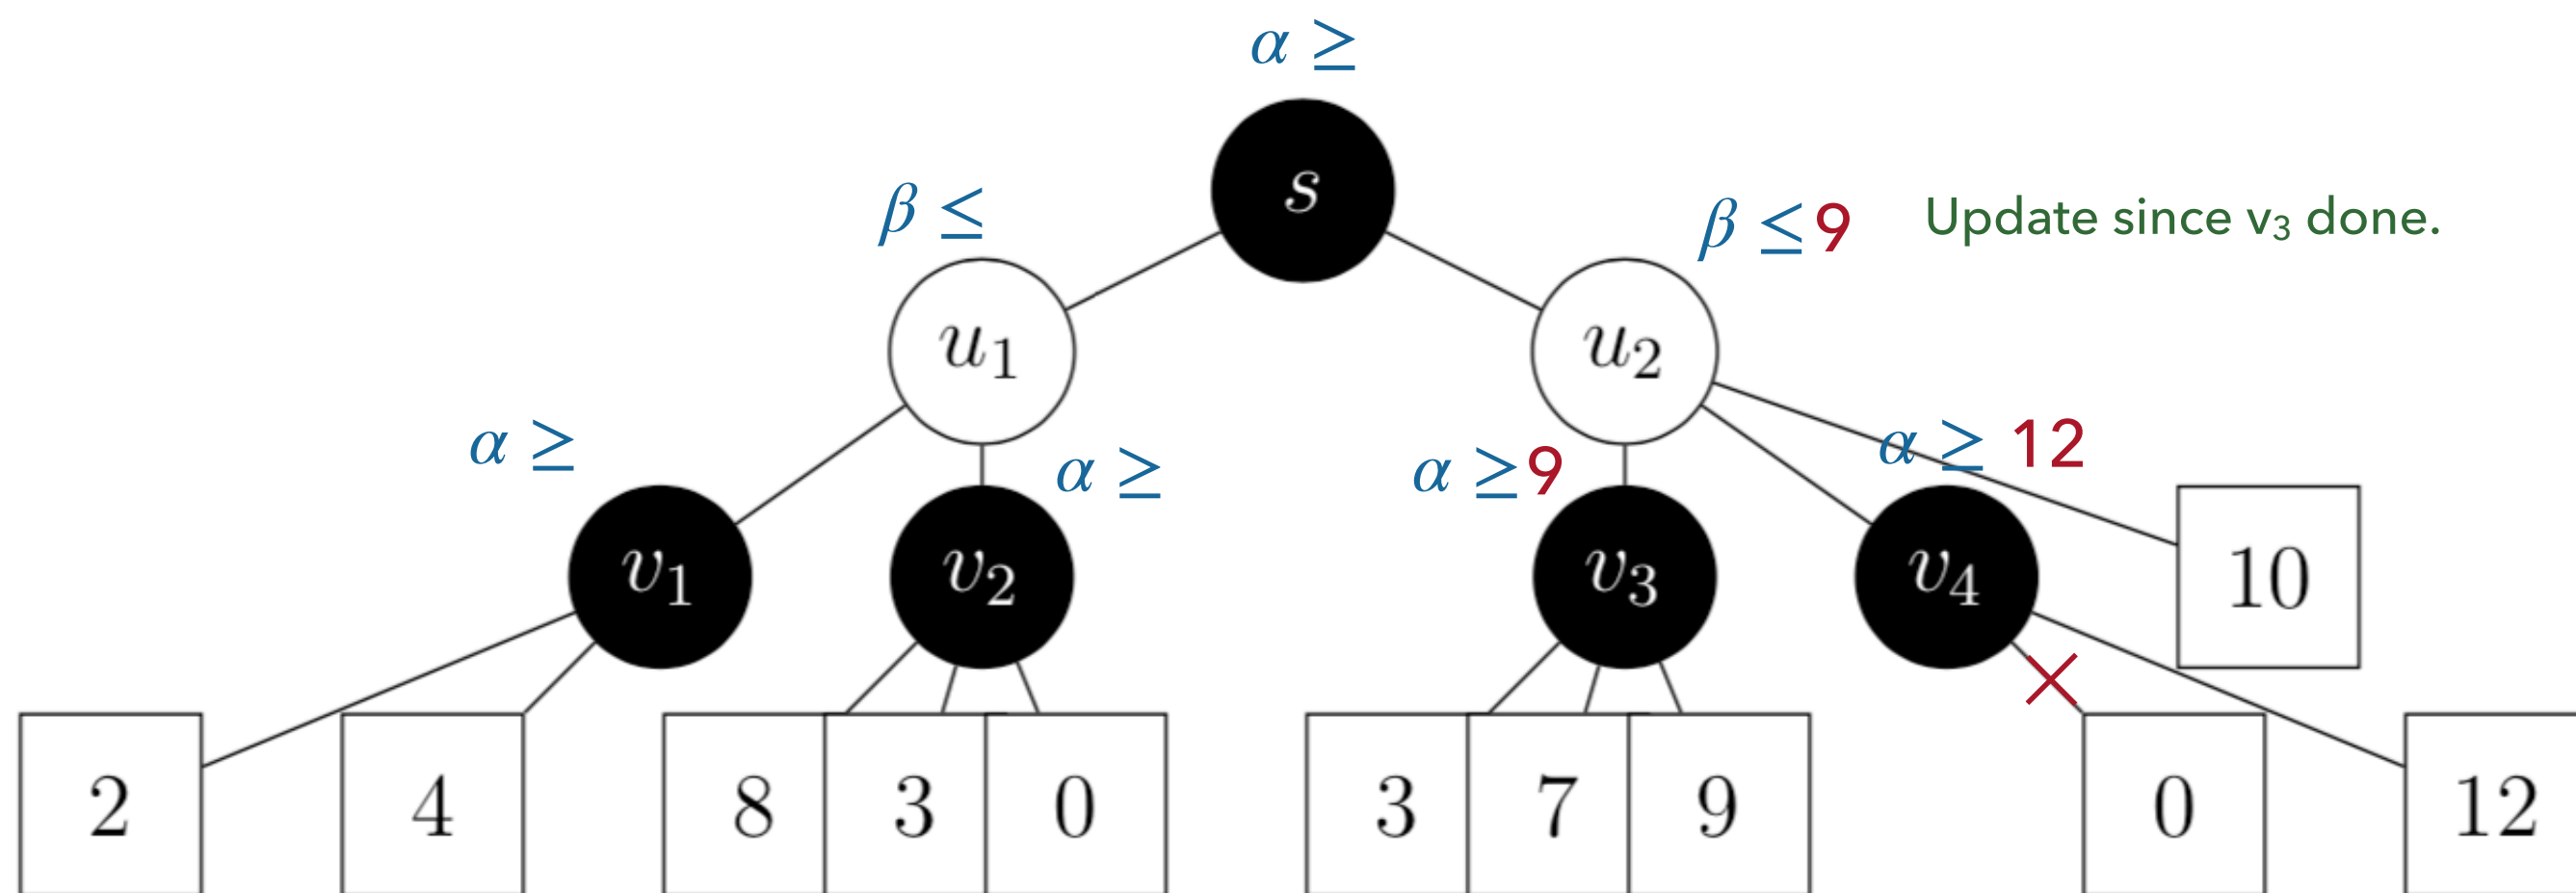 α ≥
s
β ≤
β ≤ 9 Update since v₃ done.
u₁
u₂
α ≥
α ≥
α ≥ 9
α ≥ 12
v₁
v₂
v₃
v₄
10
2
4
8
3
0
3
7
9
0
12